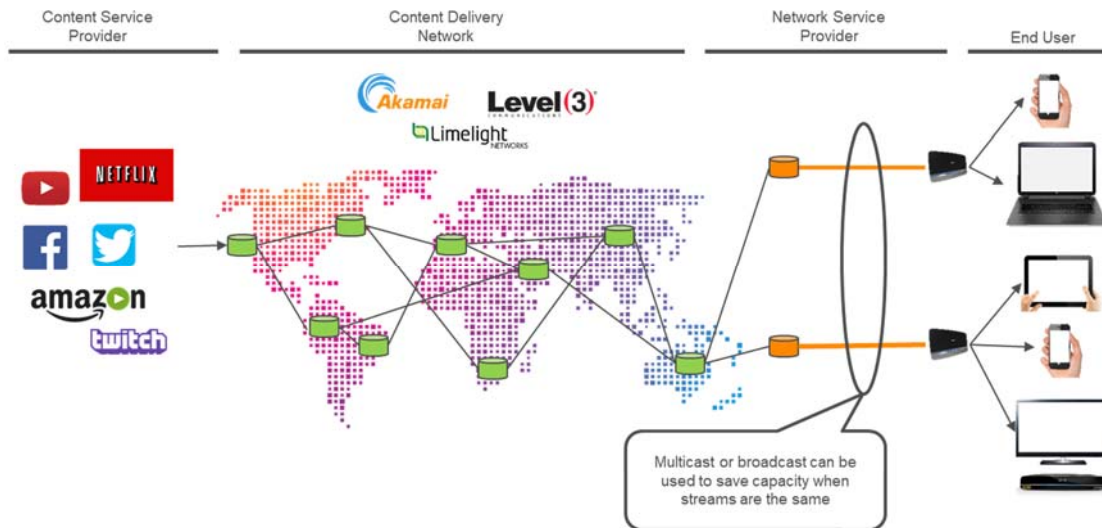 Content Service
Provider
Content Delivery
Network
Network Service
Provider
End User
Akamai
Level (3)
COMMUNICATIONS
Limelight
NETWORKS
NETFLIX
amazon
twitch
Multicast or broadcast can be
used to save capacity when
streams are the same